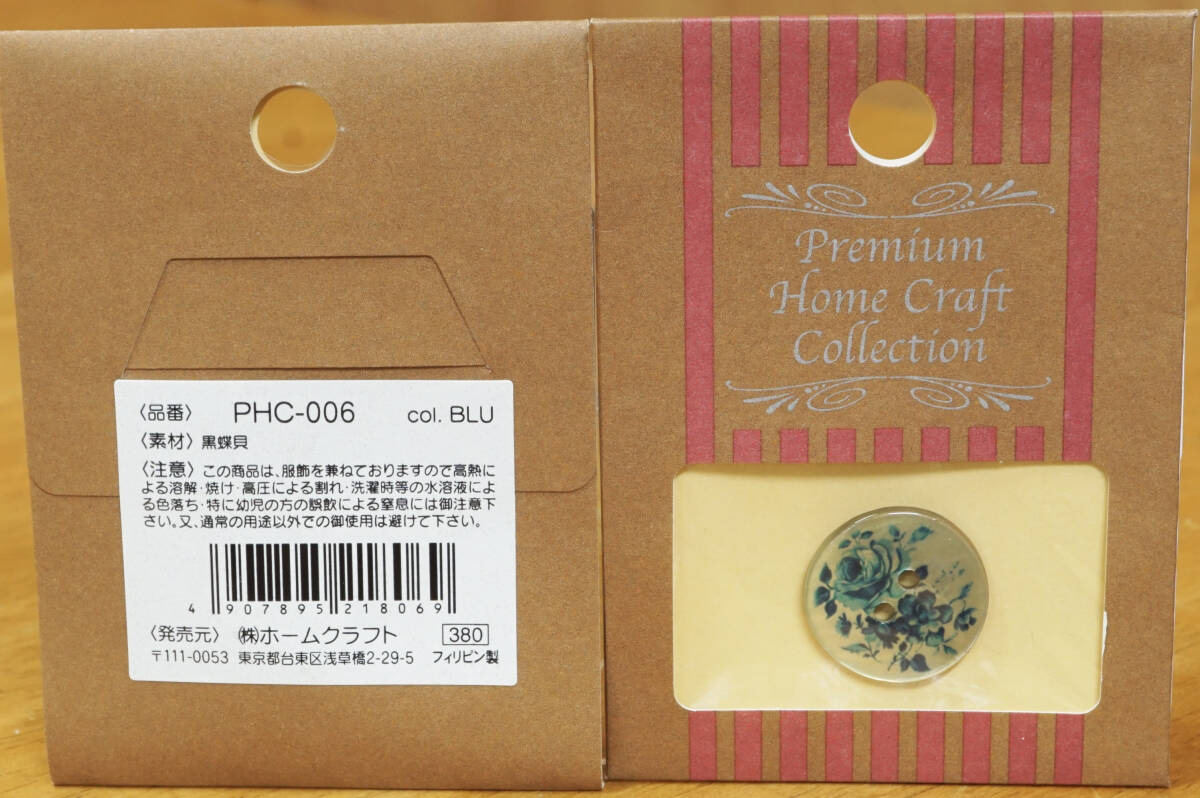 〈品番〉 PHC-006 col. BLU
〈素材〉 黒蝶貝
〈注意〉 この商品は、服飾を兼ねておりますので高熱に
よる溶解・焼け・高圧による割れ・洗濯時等の水溶液によ
る色落ち・特に幼児の方の誤飲による窒息には御注意下
さい。又、通常の用途以外での御使用は避けて下さい。
4 907895 218069
〈発売元〉 ㈱ホームクラフト 380
〒111-0053 東京都台東区浅草橋2-29-5 フィリピン製
Premium
Home Craft
Collection